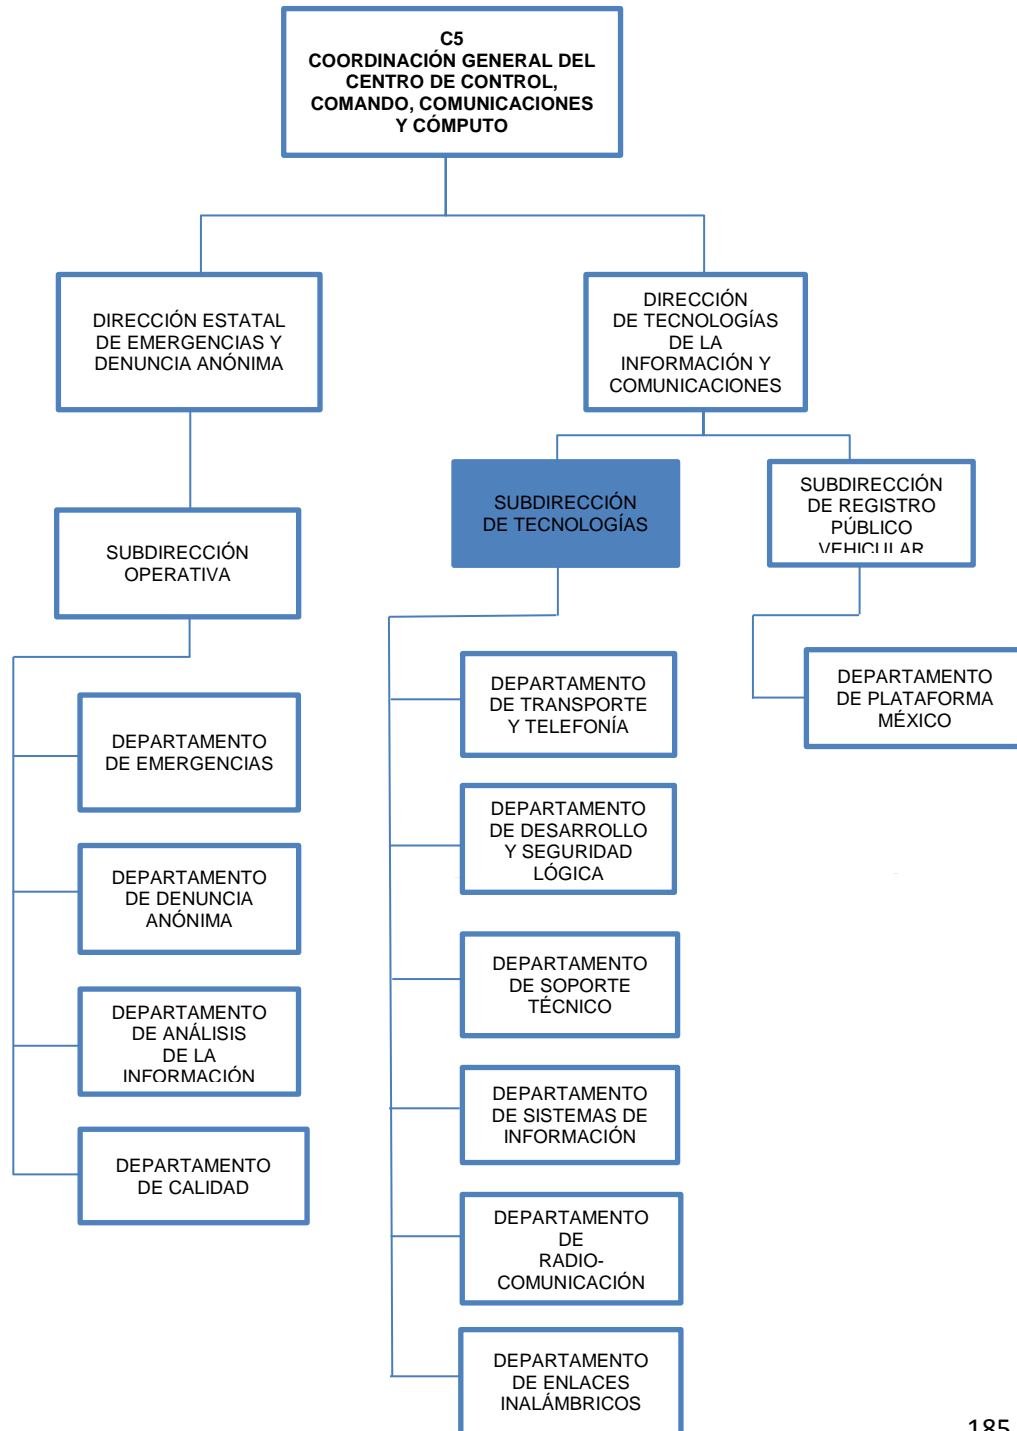 C5
COORDINACIÓN GENERAL DEL
CENTRO DE CONTROL,
COMANDO, COMUNICACIONES
Y CÓMPUTO
DIRECCIÓN ESTATAL
DE EMERGENCIAS Y
DENUNCIA ANÓNIMA
DIRECCIÓN
DE TECNOLOGÍAS
DE LA
INFORMACIÓN Y
COMUNICACIONES
SUBDIRECCIÓN
OPERATIVA
SUBDIRECCIÓN
DE TECNOLOGÍAS
SUBDIRECCIÓN
DE REGISTRO
PÚBLICO
VEHICULAR
DEPARTAMENTO
DE EMERGENCIAS
DEPARTAMENTO
DE DENUNCIA
ANÓNIMA
DEPARTAMENTO
DE ANÁLISIS
DE LA
INFORMACIÓN
DEPARTAMENTO
DE CALIDAD
DEPARTAMENTO
DE TRANSPORTE
Y TELEFONÍA
DEPARTAMENTO
DE DESARROLLO
Y SEGURIDAD
LÓGICA
DEPARTAMENTO
DE SOPORTE
TÉCNICO
DEPARTAMENTO
DE SISTEMAS DE
INFORMACIÓN
DEPARTAMENTO
DE
RADIO-
COMUNICACIÓN
DEPARTAMENTO
DE ENLACES
INALÁMBRICOS
DEPARTAMENTO
DE PLATAFORMA
MÉXICO
185